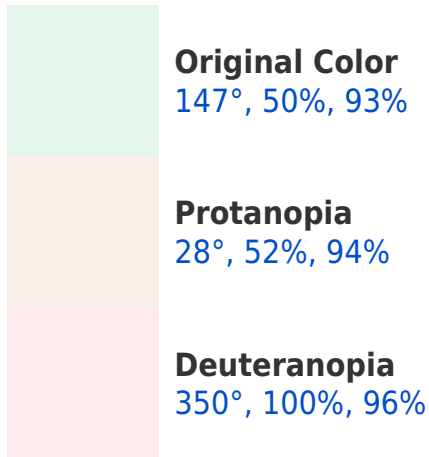 Original Color
147°, 50%, 93%
Protanopia
28°, 52%, 94%
Deuteranopia
350°, 100%, 96%